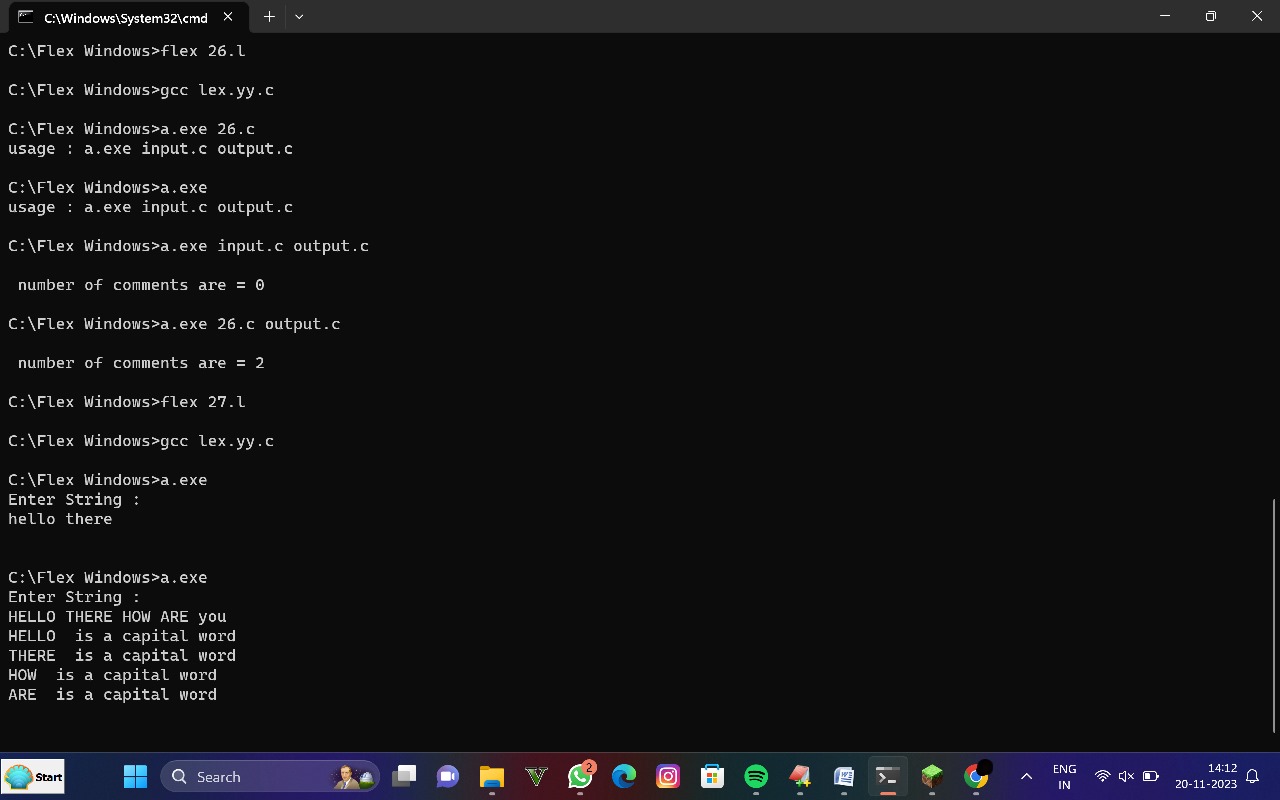 C:\Windows\System32\cmd
C:\Flex Windows>flex 26.l
C:\Flex Windows>gcc lex.yy.c
C:\Flex Windows>a.exe 26.c
usage : a.exe input.c output.c
C:\Flex Windows>a.exe
usage : a.exe input.c output.c
C:\Flex Windows>a.exe input.c output.c
number of comments are = 0
C:\Flex Windows>a.exe 26.c output.c
number of comments are = 2
C:\Flex Windows>flex 27.l
C:\Flex Windows>gcc lex.yy.c
C:\Flex Windows>a.exe
Enter String :
hello there
C:\Flex Windows>a.exe
Enter String :
HELLO THERE HOW ARE you
HELLO  is a capital word
THERE  is a capital word
HOW  is a capital word
ARE  is a capital word
Start
Search
2
ENG
IN
14:12
20-11-2023